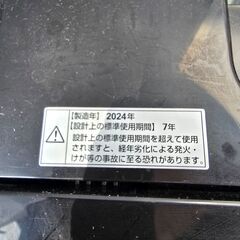 【製造年】2024年
【設計上の標準使用期間】7年
設計上の標準使用期間を超えて使用
されますと、経年劣化による発火・
けが等の事故に至る恐れがあります。